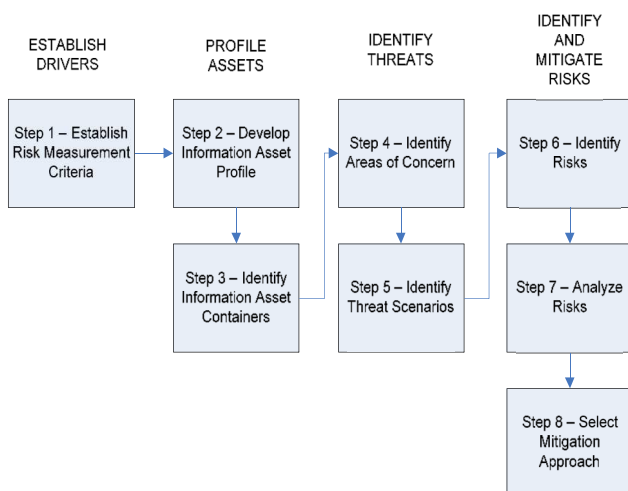 ESTABLISH
DRIVERS
PROFILE
ASSETS
IDENTIFY
THREATS
IDENTIFY
AND
MITIGATE
RISKS
Step 1 – Establish
Risk Measurement
Criteria
Step 2 – Develop
Information Asset
Profile
Step 3 – Identify
Information Asset
Containers
Step 4 – Identify
Areas of Concern
Step 5 – Identify
Threat Scenarios
Step 6 – Identify
Risks
Step 7 – Analyze
Risks
Step 8 – Select
Mitigation
Approach